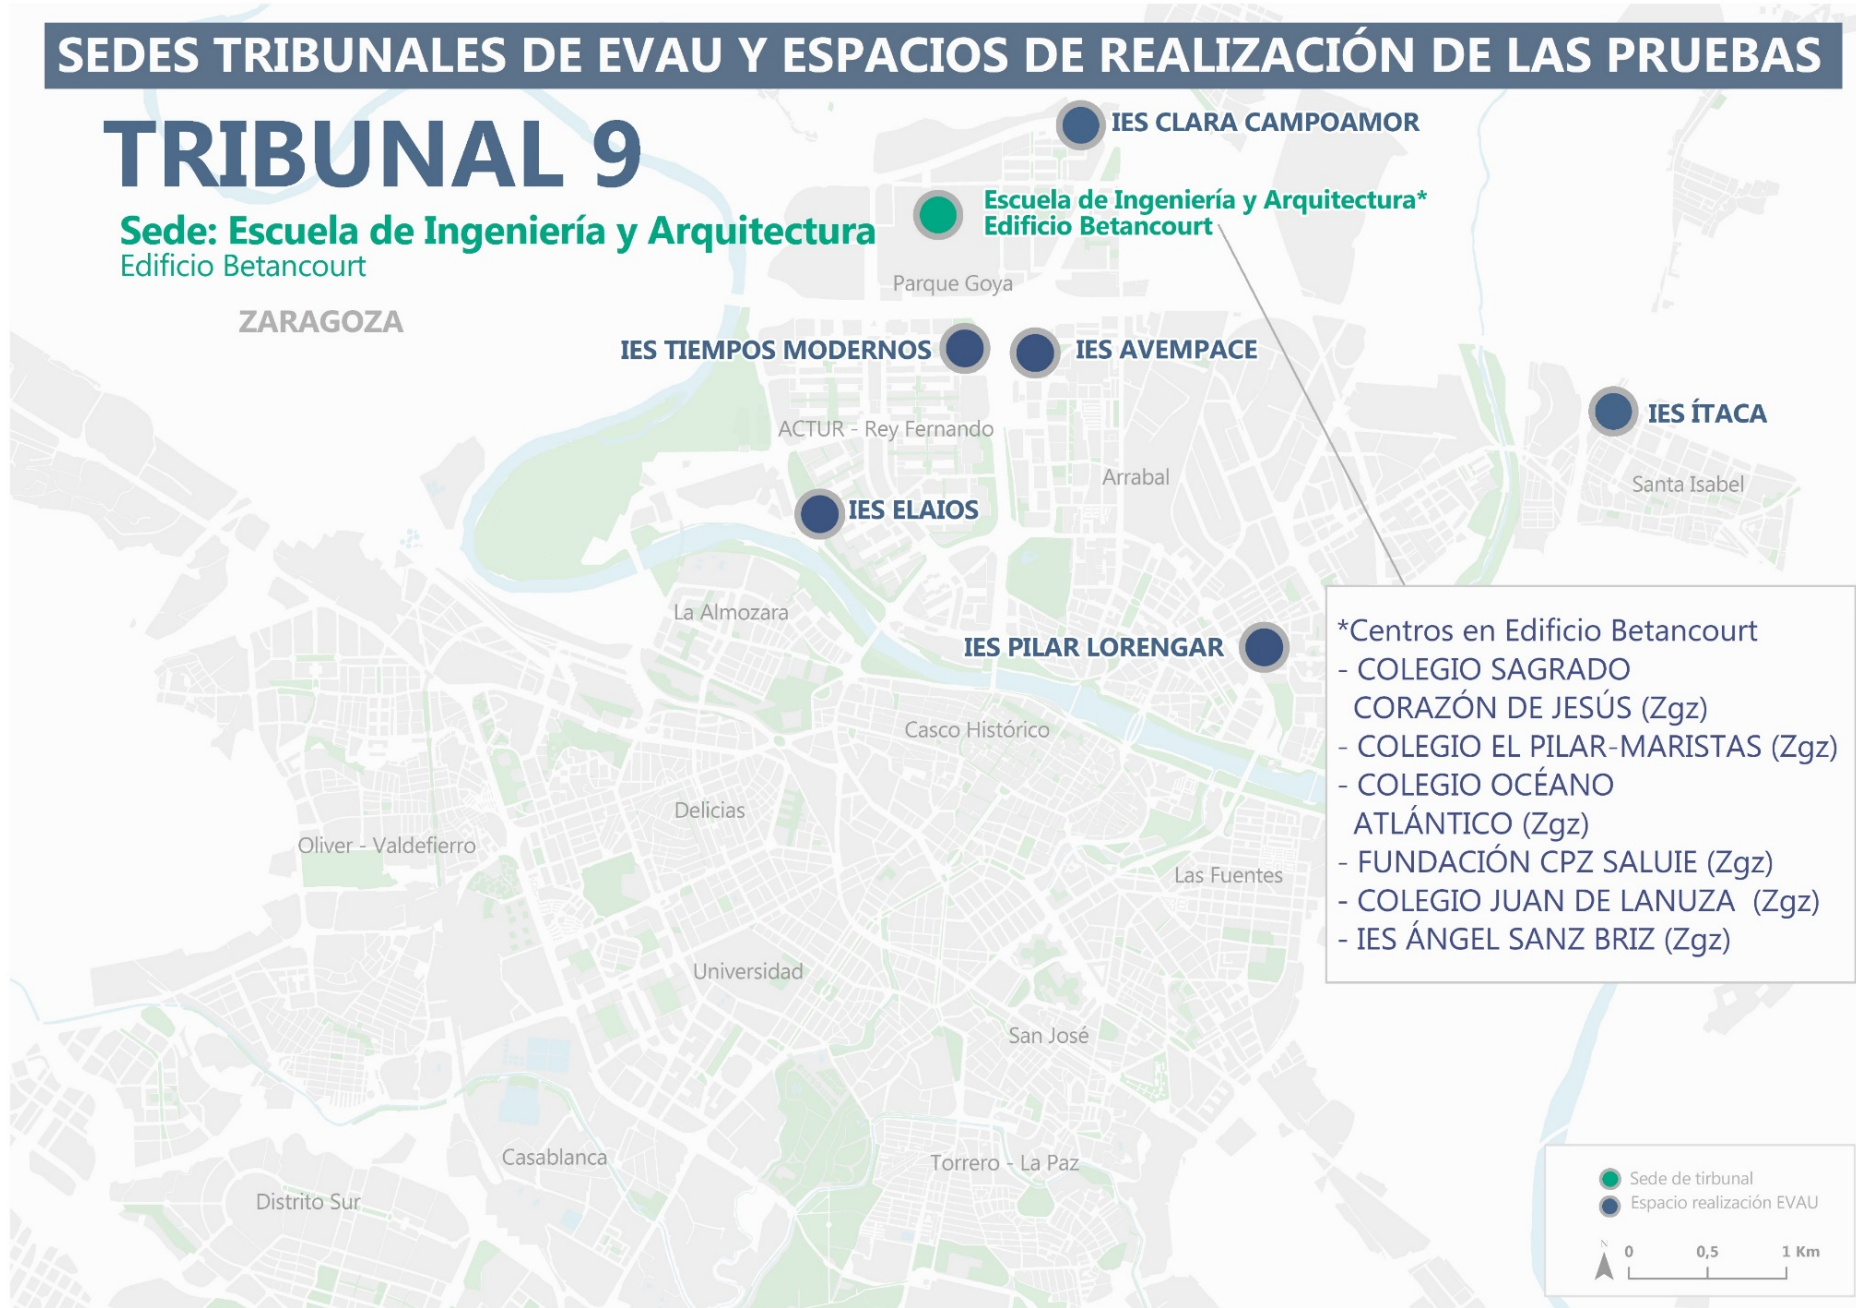 SEDES TRIBUNALES DE EVAU Y ESPACIOS DE REALIZACIÓN DE LAS PRUEBAS
TRIBUNAL 9
Sede: Escuela de Ingeniería y Arquitectura
Edificio Betancourt
ZARAGOZA
IES CLARA CAMPOAMOR
Escuela de Ingeniería y Arquitectura*
Edificio Betancourt
Parque Goya
IES TIEMPOS MODERNOS
IES AVEMPACE
IES ÍTACA
ACTUR - Rey Fernando
Arrabal
Santa Isabel
IES ELAIOS
La Almozara
IES PILAR LORENGAR
Casco Histórico
Delicias
Oliver - Valdefierro
Las Fuentes
Universidad
San José
Casablanca
Torrero - La Paz
Distrito Sur
*Centros en Edificio Betancourt
- COLEGIO SAGRADO
CORAZÓN DE JESÚS (Zgz)
- COLEGIO EL PILAR-MARISTAS (Zgz)
- COLEGIO OCÉANO
ATLÁNTICO (Zgz)
- FUNDACIÓN CPZ SALUIE (Zgz)
- COLEGIO JUAN DE LANUZA (Zgz)
- IES ÁNGEL SANZ BRIZ (Zgz)
Sede de tirbunal
Espacio realización EVAU
N
0 0,5 1 Km